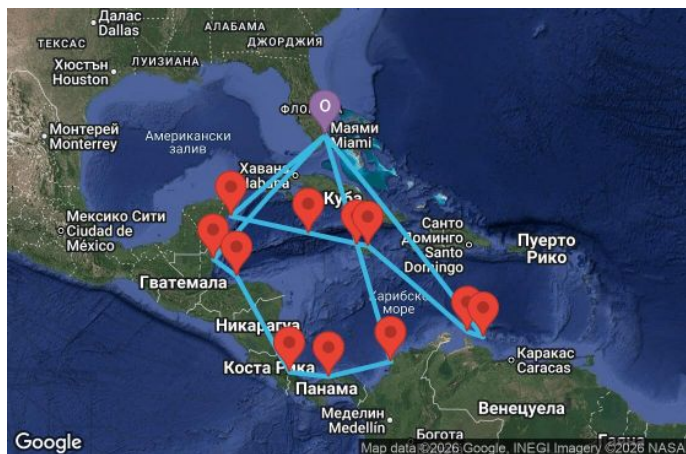 Далас
Dallas
АЛАБАМА
ТЕКСАС
ДЖОРДЖИЯ
ЛУИЗИАНА
Хюстън
Houston
ФЛО
O
Монтерей
Monterrey
Американски
залив
Маями
Miami
Хавана
Куба
Мексико Сити
Ciudad de
México
Санто
Доминго
Santo
Domingo
Пуерто
Рико
Гватемала
море
Никарагуа
Коста Рика
Каракас
Caracas
Панама
Меделин
Medellín
Венецуела
Богота
Google
Map data ©2026 Google, INEGI Imagery ©2026 NASA